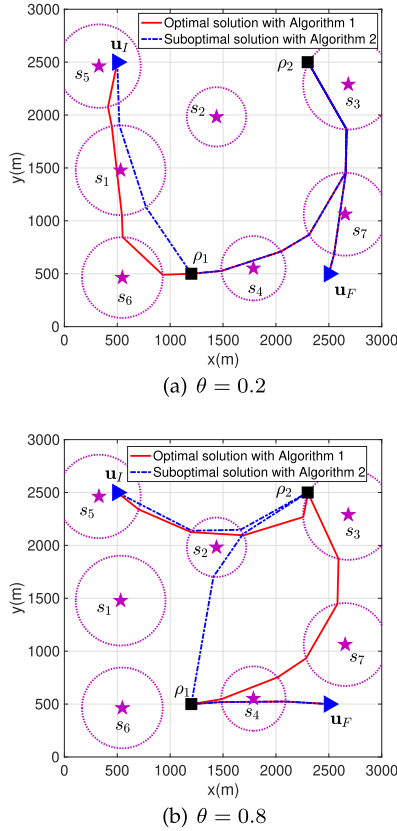 3000
2500
2000
1500
1000
500
0
y(m)
0 500 1000 1500 2000 2500 3000
x(m)
Optimal solution with Algorithm 1
Suboptimal solution with Algorithm 2
u_I
ρ_2
s_5
s_3
s_2
s_1
s_7
ρ_1
s_6
s_4
u_F
(a) θ = 0.2
3000
2500
2000
1500
1000
500
0
y(m)
0 500 1000 1500 2000 2500 3000
x(m)
Optimal solution with Algorithm 1
Suboptimal solution with Algorithm 2
u_I
ρ_2
s_5
s_3
s_2
s_1
s_7
ρ_1
s_6
s_4
u_F
(b) θ = 0.8